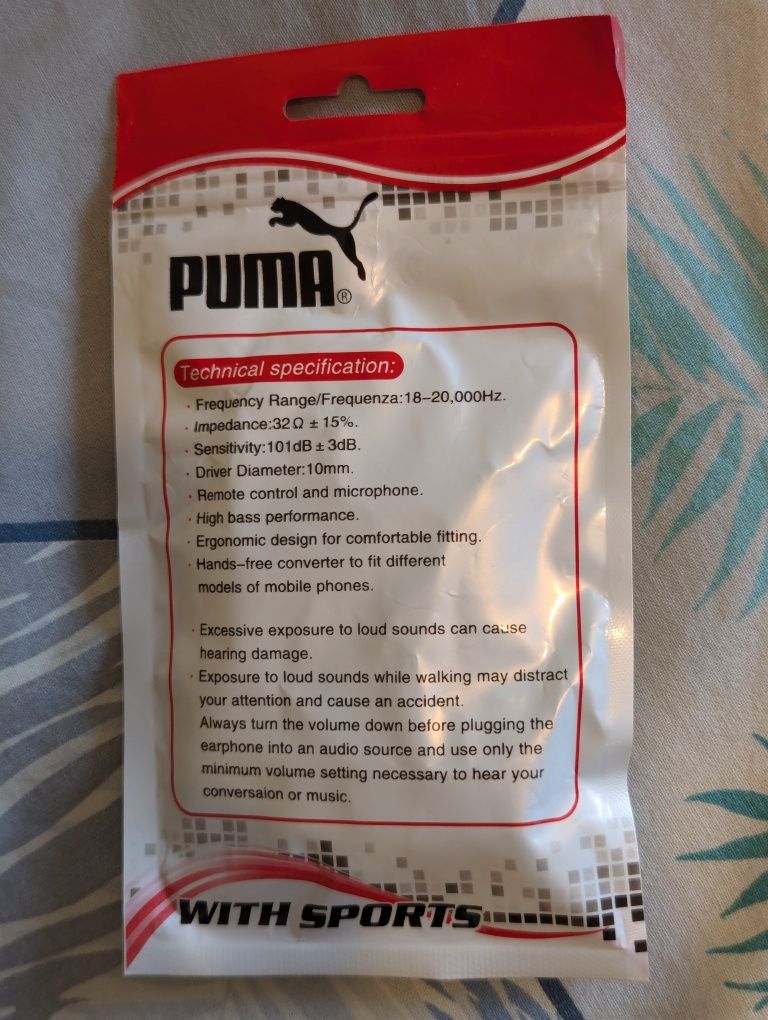 PUMA®
Technical specification:
· Frequency Range/Frequenza:18–20,000Hz.
· Impedance:32Ω ± 15%.
· Sensitivity:101dB ± 3dB.
· Driver Diameter:10mm.
· Remote control and microphone.
· High bass performance.
· Ergonomic design for comfortable fitting.
· Hands–free converter to fit different
models of mobile phones.
· Excessive exposure to loud sounds can cause
hearing damage.
· Exposure to loud sounds while walking may distract
your attention and cause an accident.
Always turn the volume down before plugging the
earphone into an audio source and use only the
minimum volume setting necessary to hear your
conversaion or music.
WITH SPORTS